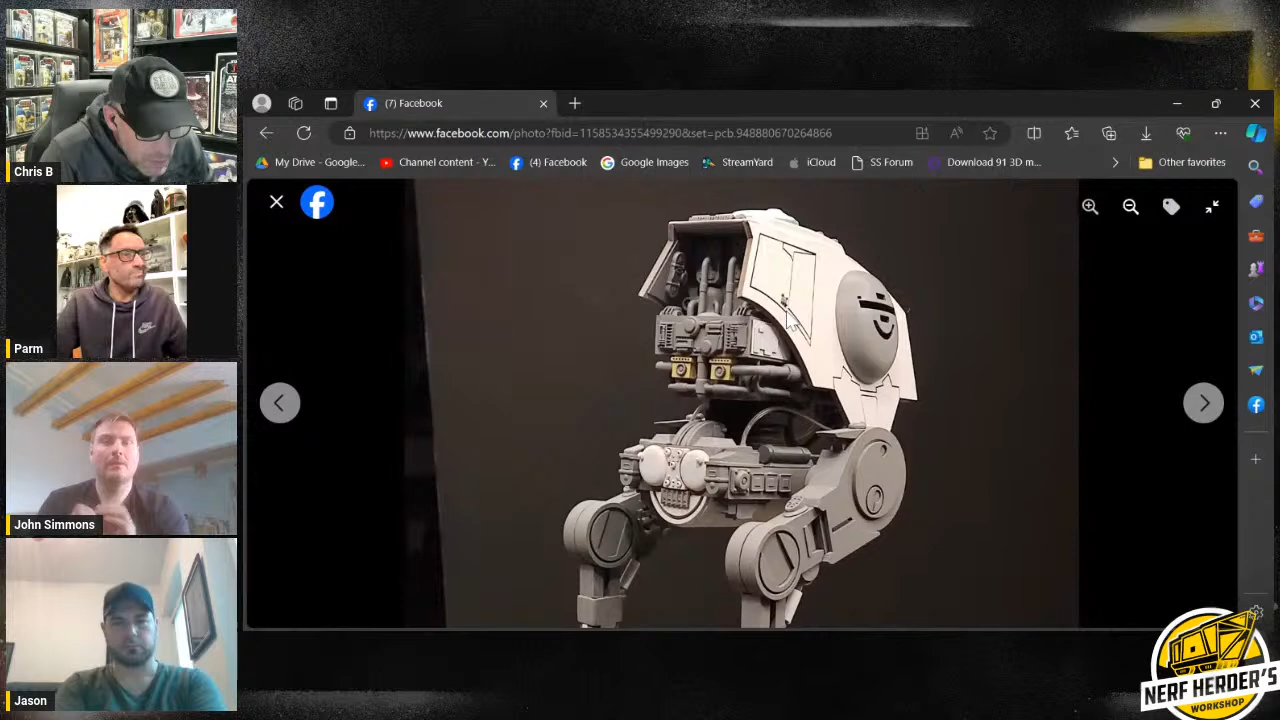 Chris B
Parm
John Simmons
Jason
(7) Facebook
https://www.facebook.com/photo?fbid=1158534355499290&set=pcb.948880670264866
My Drive - Google...
Channel content - Y...
(4) Facebook
Google Images
StreamYard
iCloud
SS Forum
Download 91 3D m...
Other favorites
NERF HERDER'S
WORKSHOP